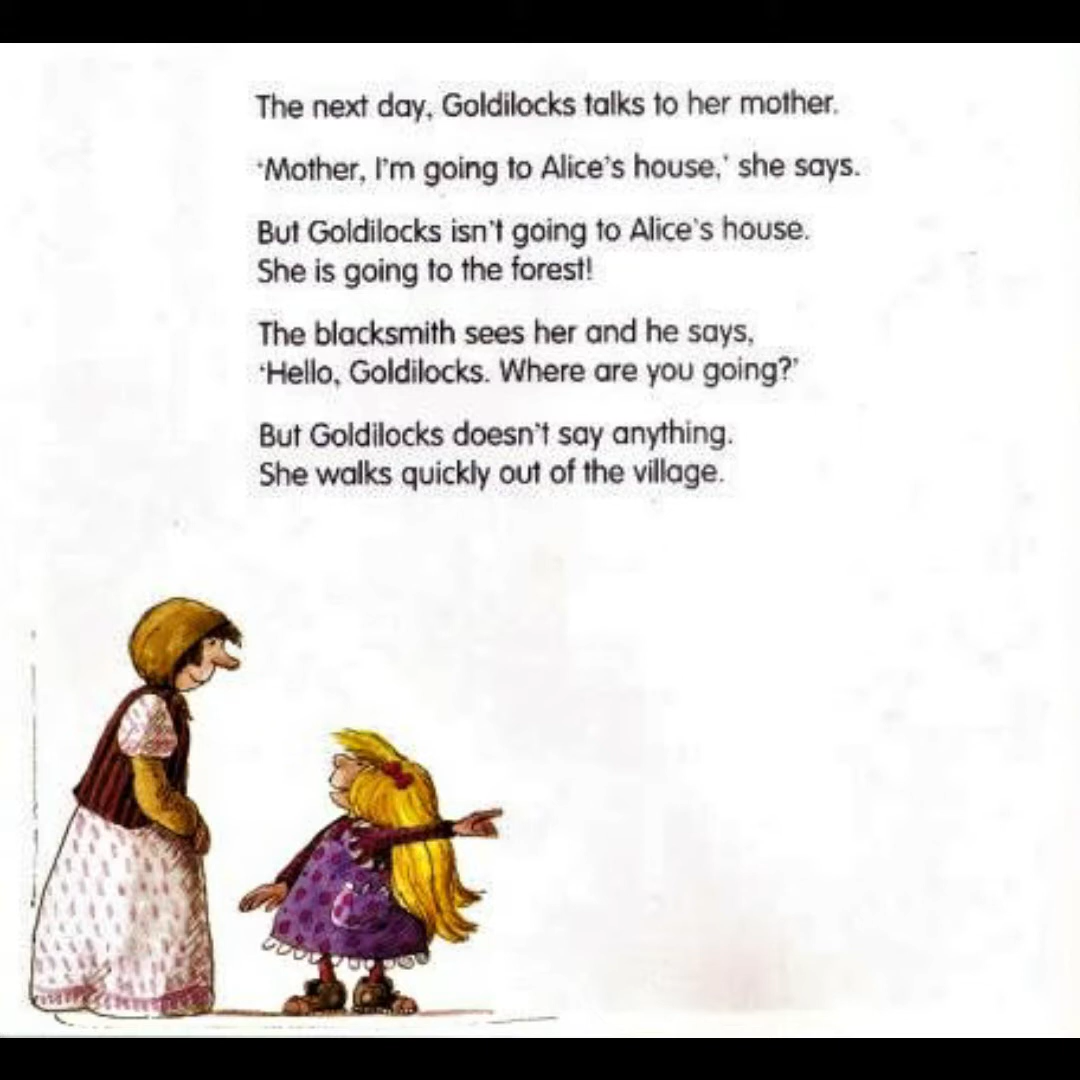 The next day, Goldilocks talks to her mother.
‘Mother, I’m going to Alice’s house,’ she says.
But Goldilocks isn’t going to Alice’s house.
She is going to the forest!
The blacksmith sees her and he says,
‘Hello, Goldilocks. Where are you going?’
But Goldilocks doesn’t say anything.
She walks quickly out of the village.